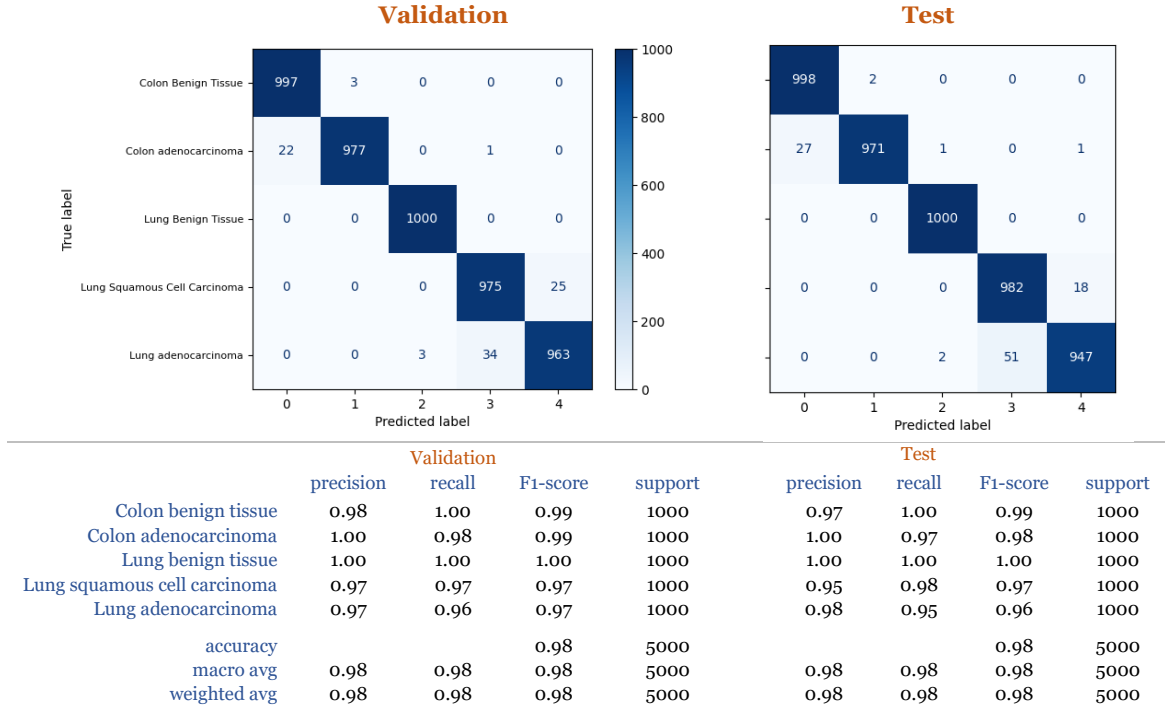 Validation Test
Colon Benign Tissue 997 3 0 0 0 1000 998 2 0 0 0
800
Colon adenocarcinoma 22 977 0 1 0 27 971 1 0 1
600
True label Lung Benign Tissue 0 0 1000 0 0 0 0 1000 0 0
400
Lung Squamous Cell Carcinoma 0 0 0 975 25 0 0 0 982 18
200
Lung adenocarcinoma 0 0 3 34 963 0 0 2 51 947
0
0 1 2 3 4 0 1 2 3 4
Predicted label Predicted label
Validation Test
precision recall F1-score support precision recall F1-score support
Colon benign tissue 0.98 1.00 0.99 1000 0.97 1.00 0.99 1000
Colon adenocarcinoma 1.00 0.98 0.99 1000 1.00 0.97 0.98 1000
Lung benign tissue 1.00 1.00 1.00 1000 1.00 1.00 1.00 1000
Lung squamous cell carcinoma 0.97 0.97 0.97 1000 0.95 0.98 0.97 1000
Lung adenocarcinoma 0.97 0.96 0.97 1000 0.98 0.95 0.96 1000
accuracy 0.98 5000 0.98 5000
macro avg 0.98 0.98 0.98 5000 0.98 0.98 0.98 5000
weighted avg 0.98 0.98 0.98 5000 0.98 0.98 0.98 5000